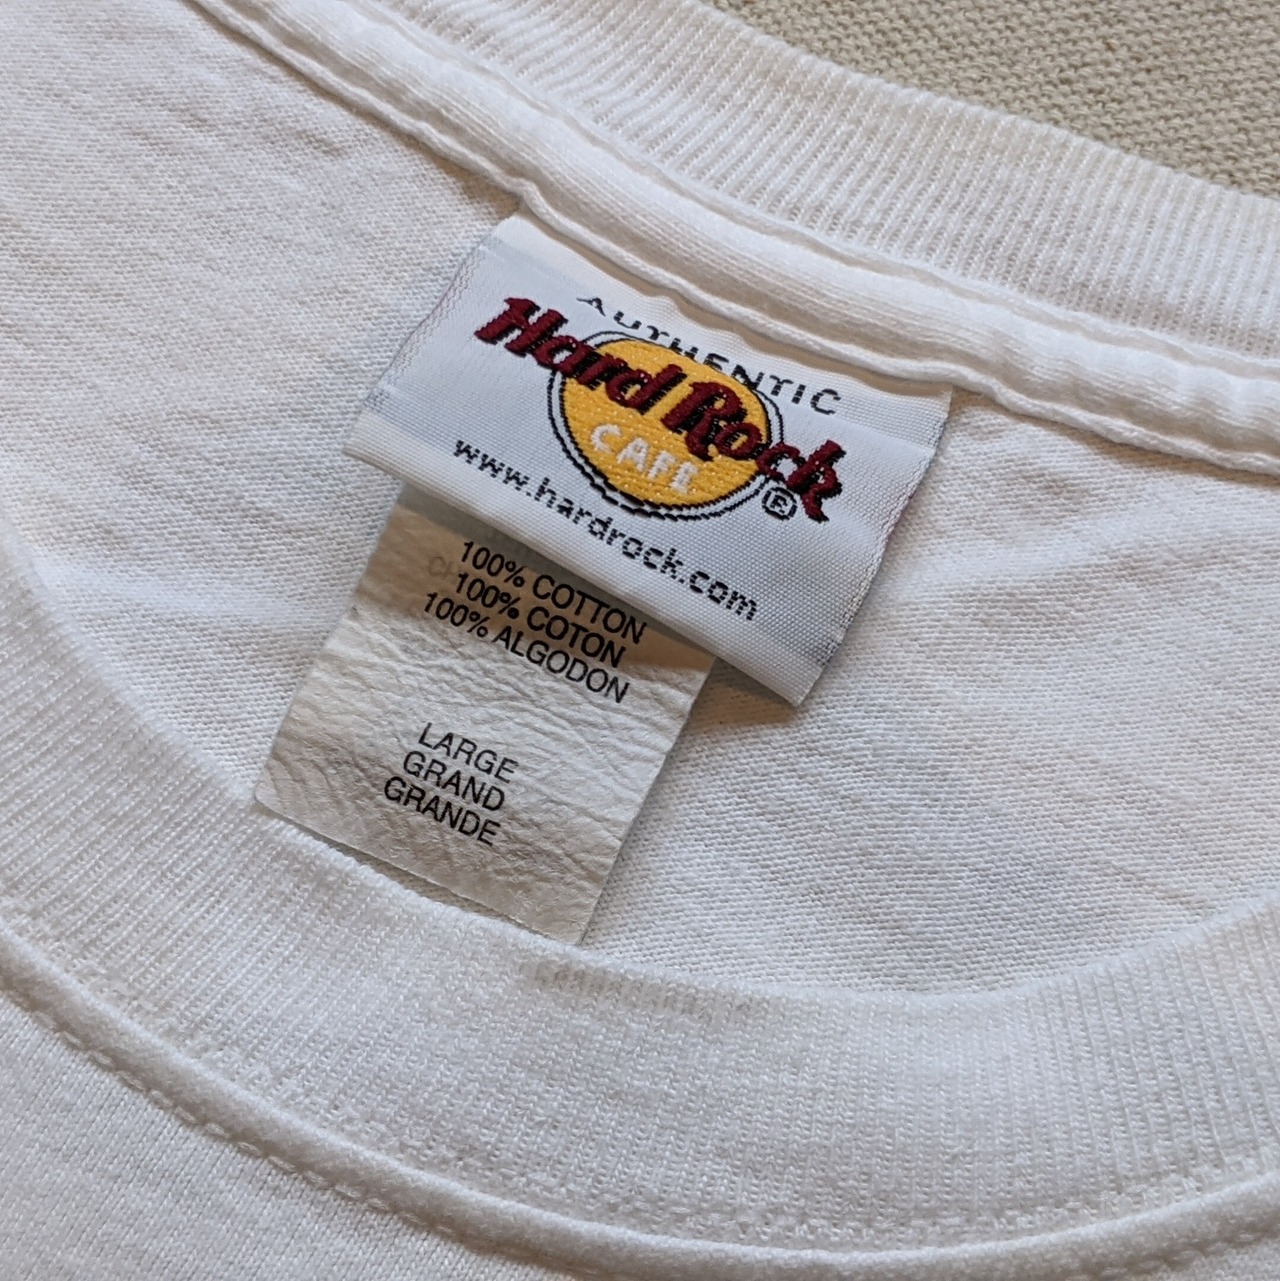 AUTHENTIC
Hard Rock
CAFE
®
www.hardrock.com
100% COTTON
100% COTON
100% ALGODON
LARGE
GRAND
GRANDE